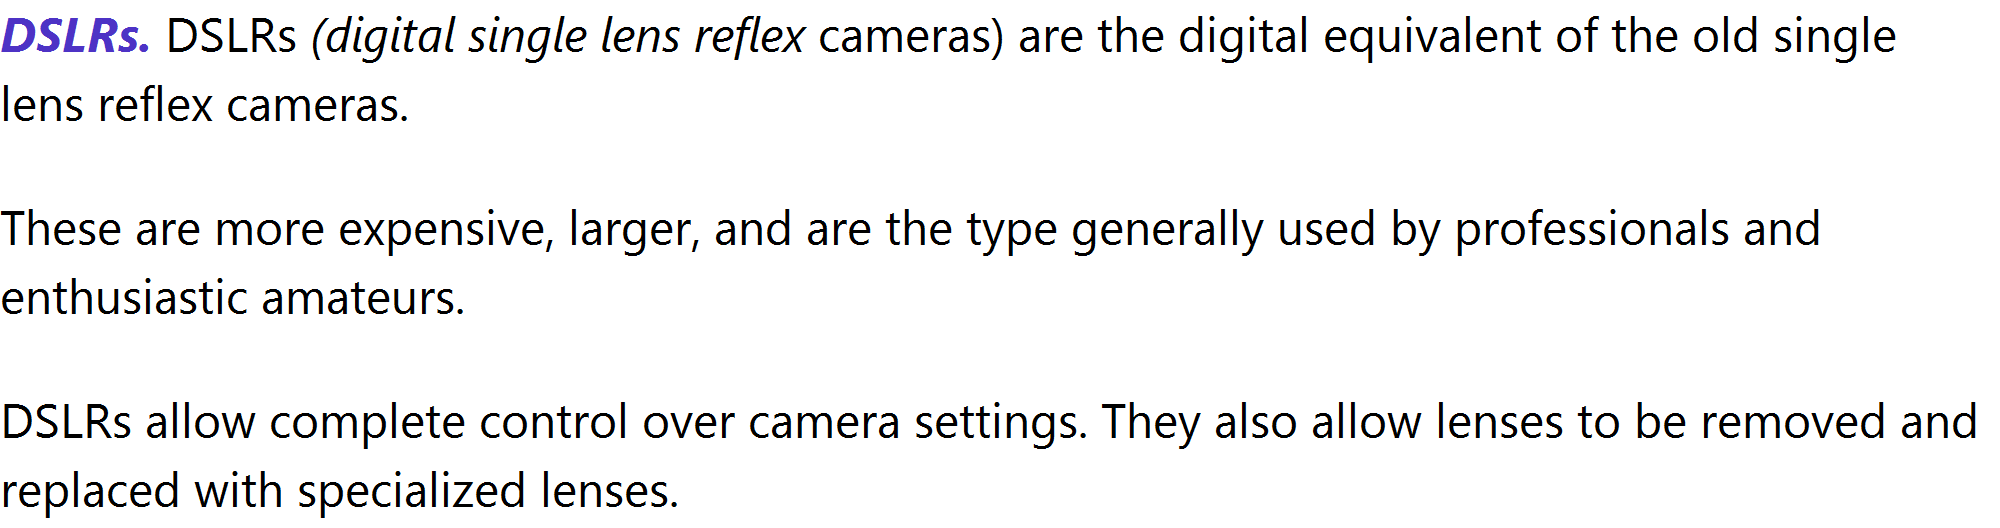 DSLRs. DSLRs (digital single lens reflex cameras) are the digital equivalent of the old single
lens reflex cameras.
These are more expensive, larger, and are the type generally used by professionals and
enthusiastic amateurs.
DSLRs allow complete control over camera settings. They also allow lenses to be removed and
replaced with specialized lenses.